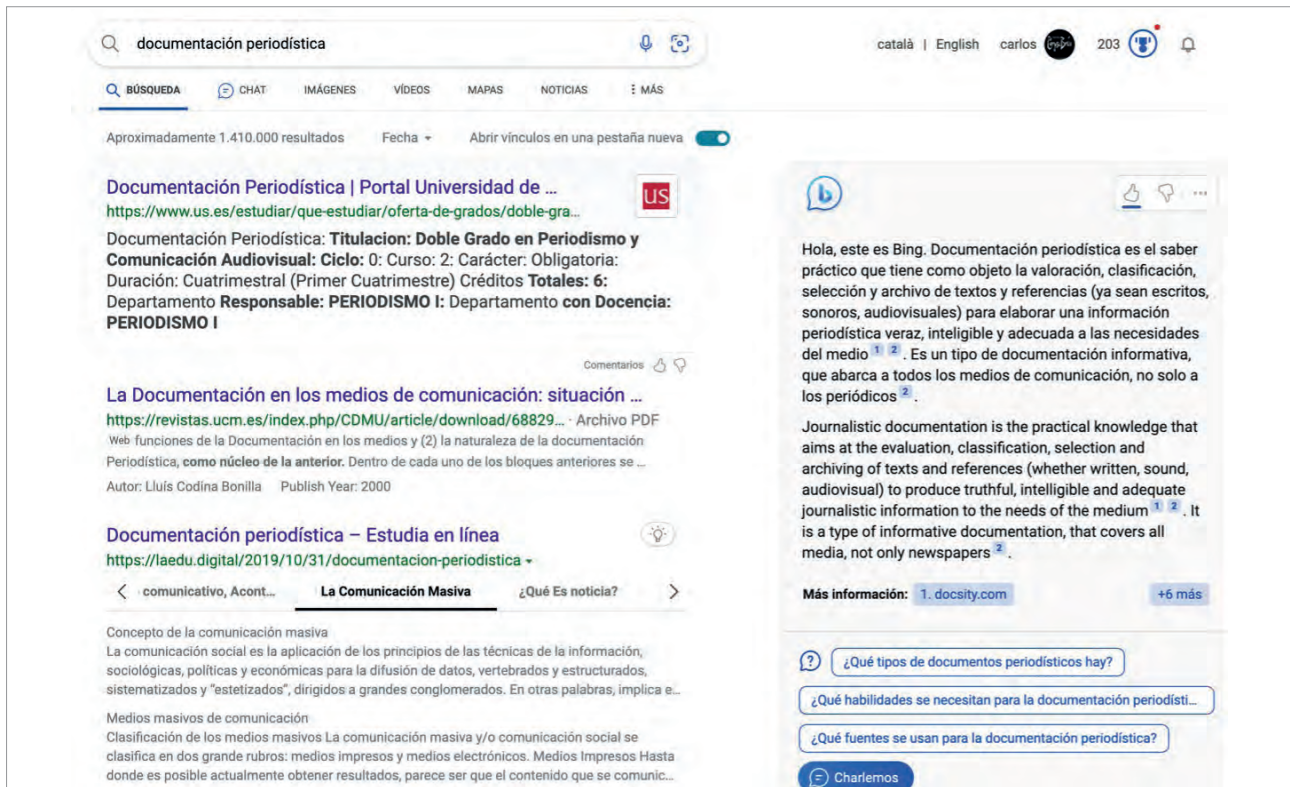 documentación periodística
català | English carlos 203
BÚSQUEDA CHAT IMÁGENES VÍDEOS MAPAS NOTICIAS MÁS
Aproximadamente 1.410.000 resultados Fecha Abrir vínculos en una pestaña nueva
Documentación Periodística | Portal Universidad de ...
US
https://www.us.es/estudiar/que-estudiar/oferta-de-grados/doble-gra...
Documentación Periodística: Titulacion: Doble Grado en Periodismo y
Comunicación Audiovisual: Ciclo: 0: Curso: 2: Carácter: Obligatoria:
Duración: Cuatrimestral (Primer Cuatrimestre) Créditos Totales: 6:
Departamento Responsable: PERIODISMO I: Departamento con Docencia:
PERIODISMO I
Comentarios
La Documentación en los medios de comunicación: situación ...
https://revistas.ucm.es/index.php/CDMU/article/download/68829... · Archivo PDF
Web funciones de la Documentación en los medios y (2) la naturaleza de la documentación
Periodística, como núcleo de la anterior. Dentro de cada uno de los bloques anteriores se ...
Autor: Lluís Codina Bonilla Publish Year: 2000
Documentación periodística – Estudia en línea
https://laedu.digital/2019/10/31/documentacion-periodistica
comunicativo, Acont... La Comunicación Masiva ¿Qué Es noticia?
Concepto de la comunicación masiva
La comunicación social es la aplicación de los principios de las técnicas de la información,
sociológicas, políticas y económicas para la difusión de datos, vertebrados y estructurados,
sistematizados y "estetizados", dirigidos a grandes conglomerados. En otras palabras, implica e...
Medios masivos de comunicación
Clasificación de los medios masivos La comunicación masiva y/o comunicación social se
clasifica en dos grande rubros: medios impresos y medios electrónicos. Medios Impresos Hasta
donde es posible actualmente obtener resultados, parece ser que el contenido que se comunic...
b
Hola, este es Bing. Documentación periodística es el saber
práctico que tiene como objeto la valoración, clasificación,
selección y archivo de textos y referencias (ya sean escritos,
sonoros, audiovisuales) para elaborar una información
periodística veraz, inteligible y adecuada a las necesidades
del medio 1 2 . Es un tipo de documentación informativa,
que abarca a todos los medios de comunicación, no solo a
los periódicos 2 .
Journalistic documentation is the practical knowledge that
aims at the evaluation, classification, selection and
archiving of texts and references (whether written, sound,
audiovisual) to produce truthful, intelligible and adequate
journalistic information to the needs of the medium 1 2 . It
is a type of informative documentation, that covers all
media, not only newspapers 2 .
Más información: 1. docsity.com +6 más
¿Qué tipos de documentos periodísticos hay?
¿Qué habilidades se necesitan para la documentación periodísti...
¿Qué fuentes se usan para la documentación periodística?
Charlemos